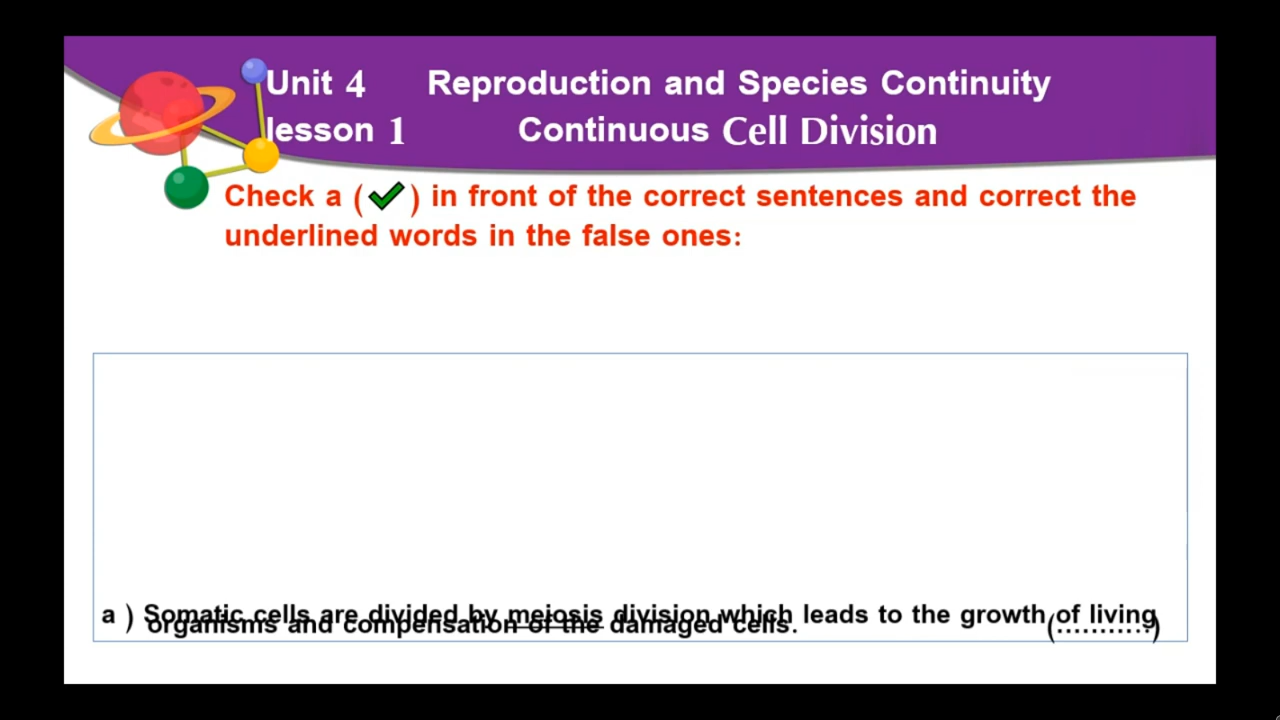 Unit 4 Reproduction and Species Continuity
lesson 1 Continuous Cell Division
Check a (✔) in front of the correct sentences and correct the
underlined words in the false ones:
a ) Somatic cells are divided by meiosis division which leads to the growth of living
organisms and compensation of the damaged cells. (...........)